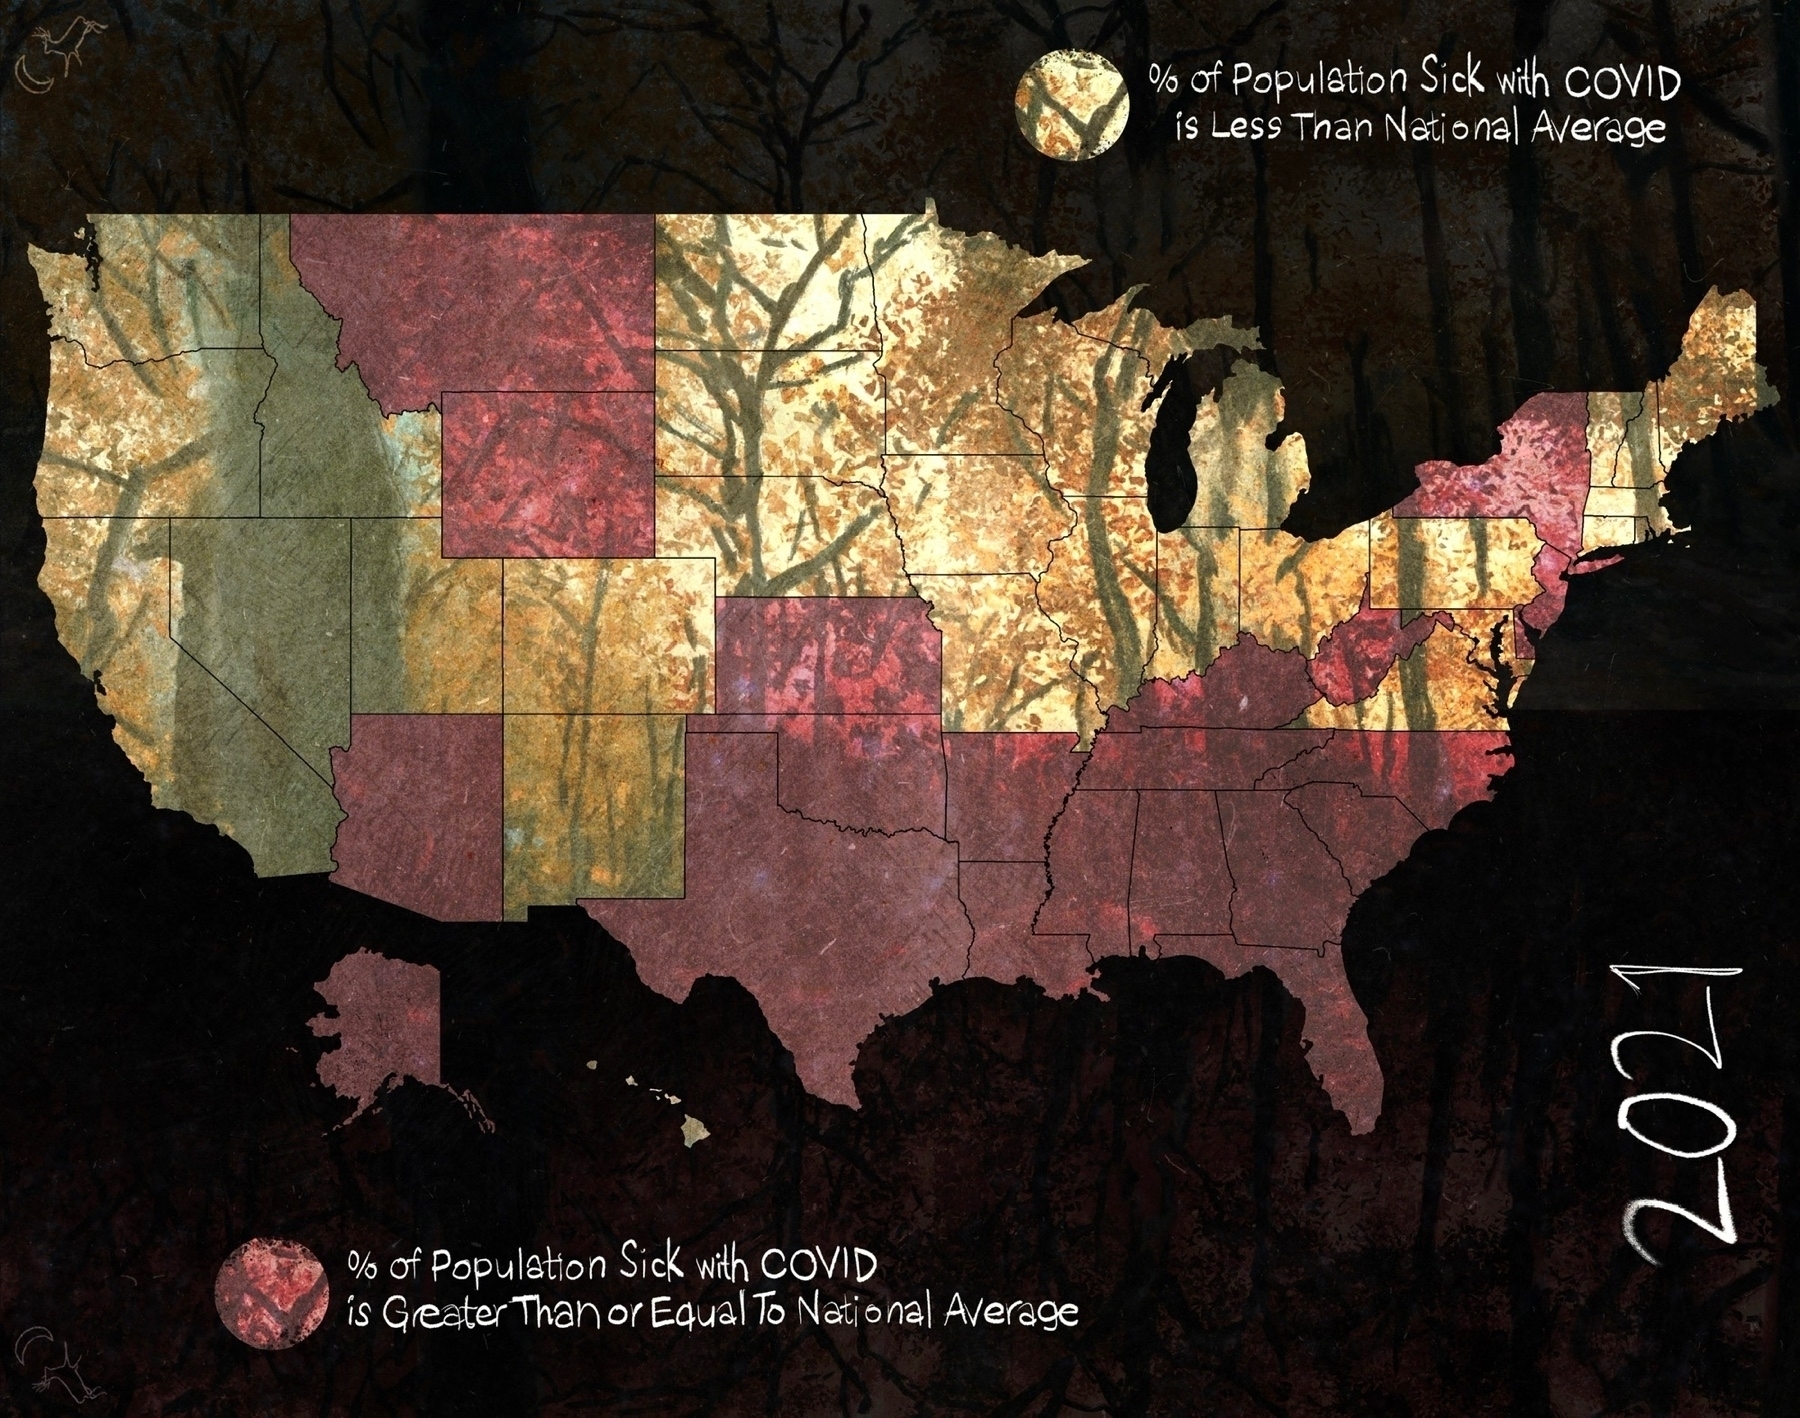 % of Population Sick with COVID
is Less Than National Average
2021
% of Population Sick with COVID
is Greater Than or Equal To National Average